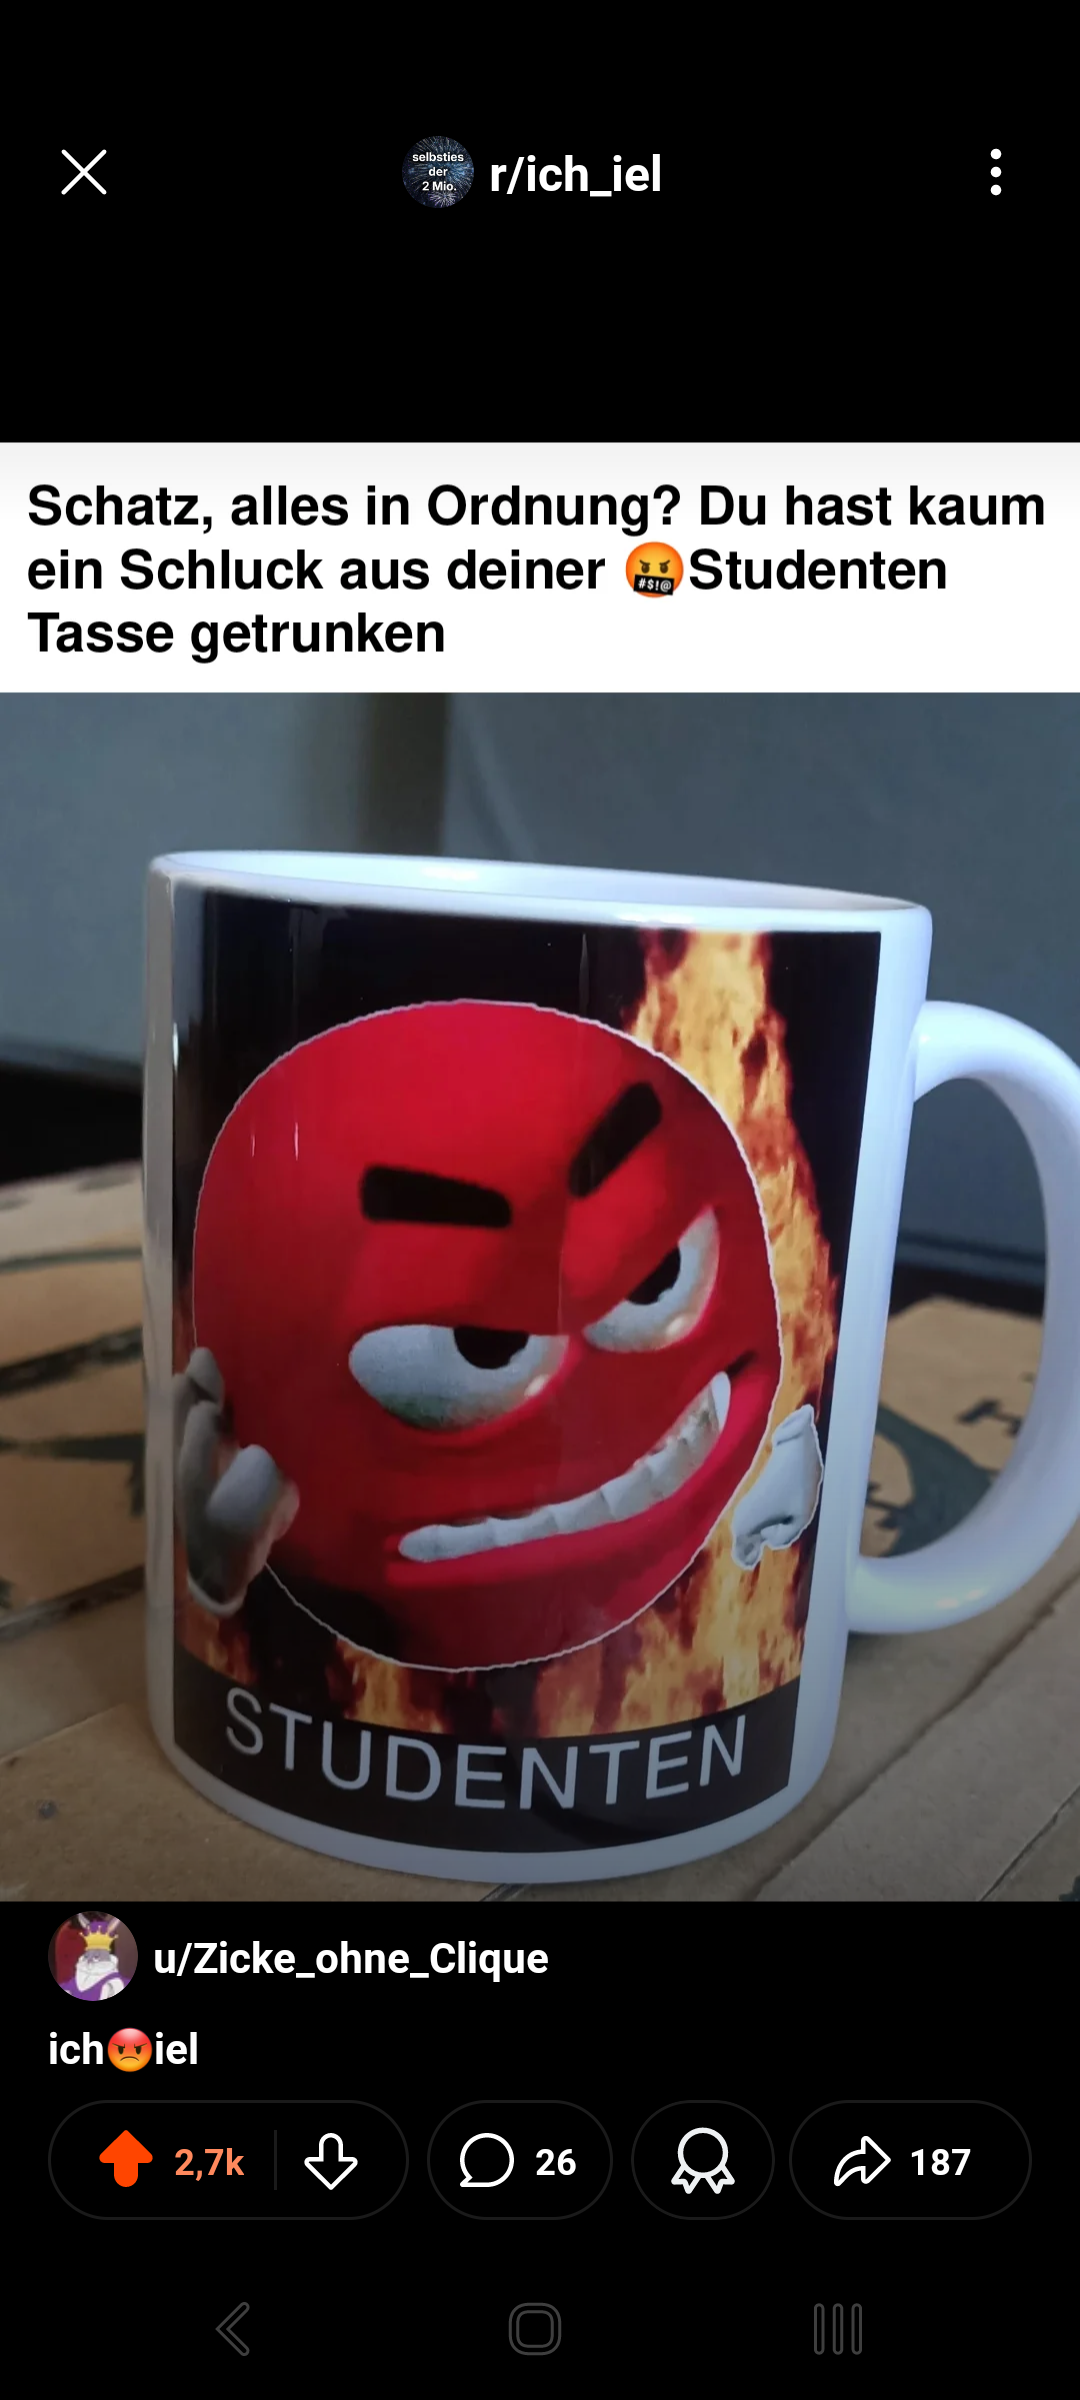 selbsties
der
2 Mio.
r/ich_iel
Schatz, alles in Ordnung? Du hast kaum
ein Schluck aus deiner 🤬Studenten
Tasse getrunken
STUDENTEN
u/Zicke_ohne_Clique
ich😡iel
2,7k
26
187